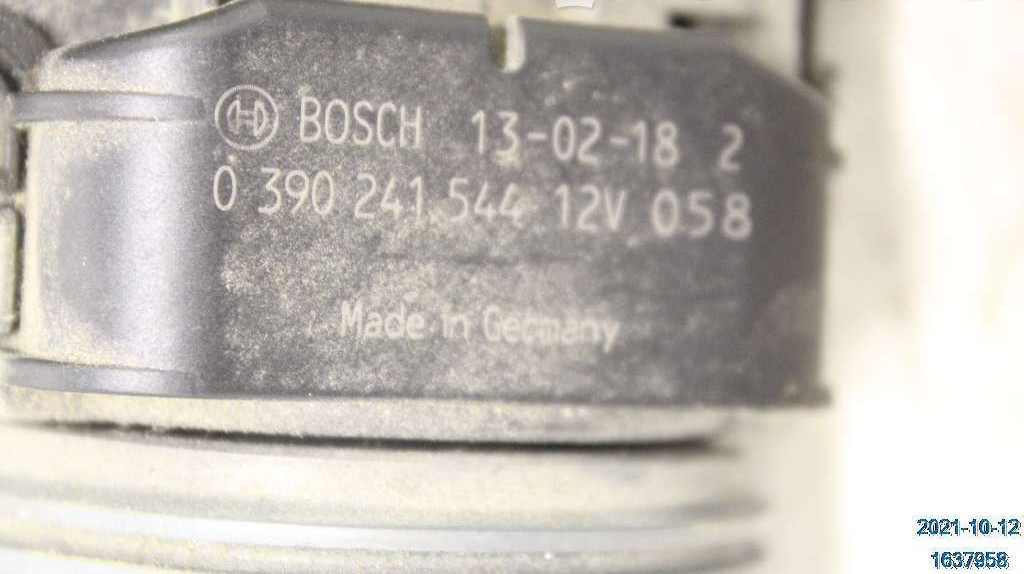 BOSCH 13-02-18 2
0 390 241 544 12V 058
Made in Germany
2021-10-12
1637958